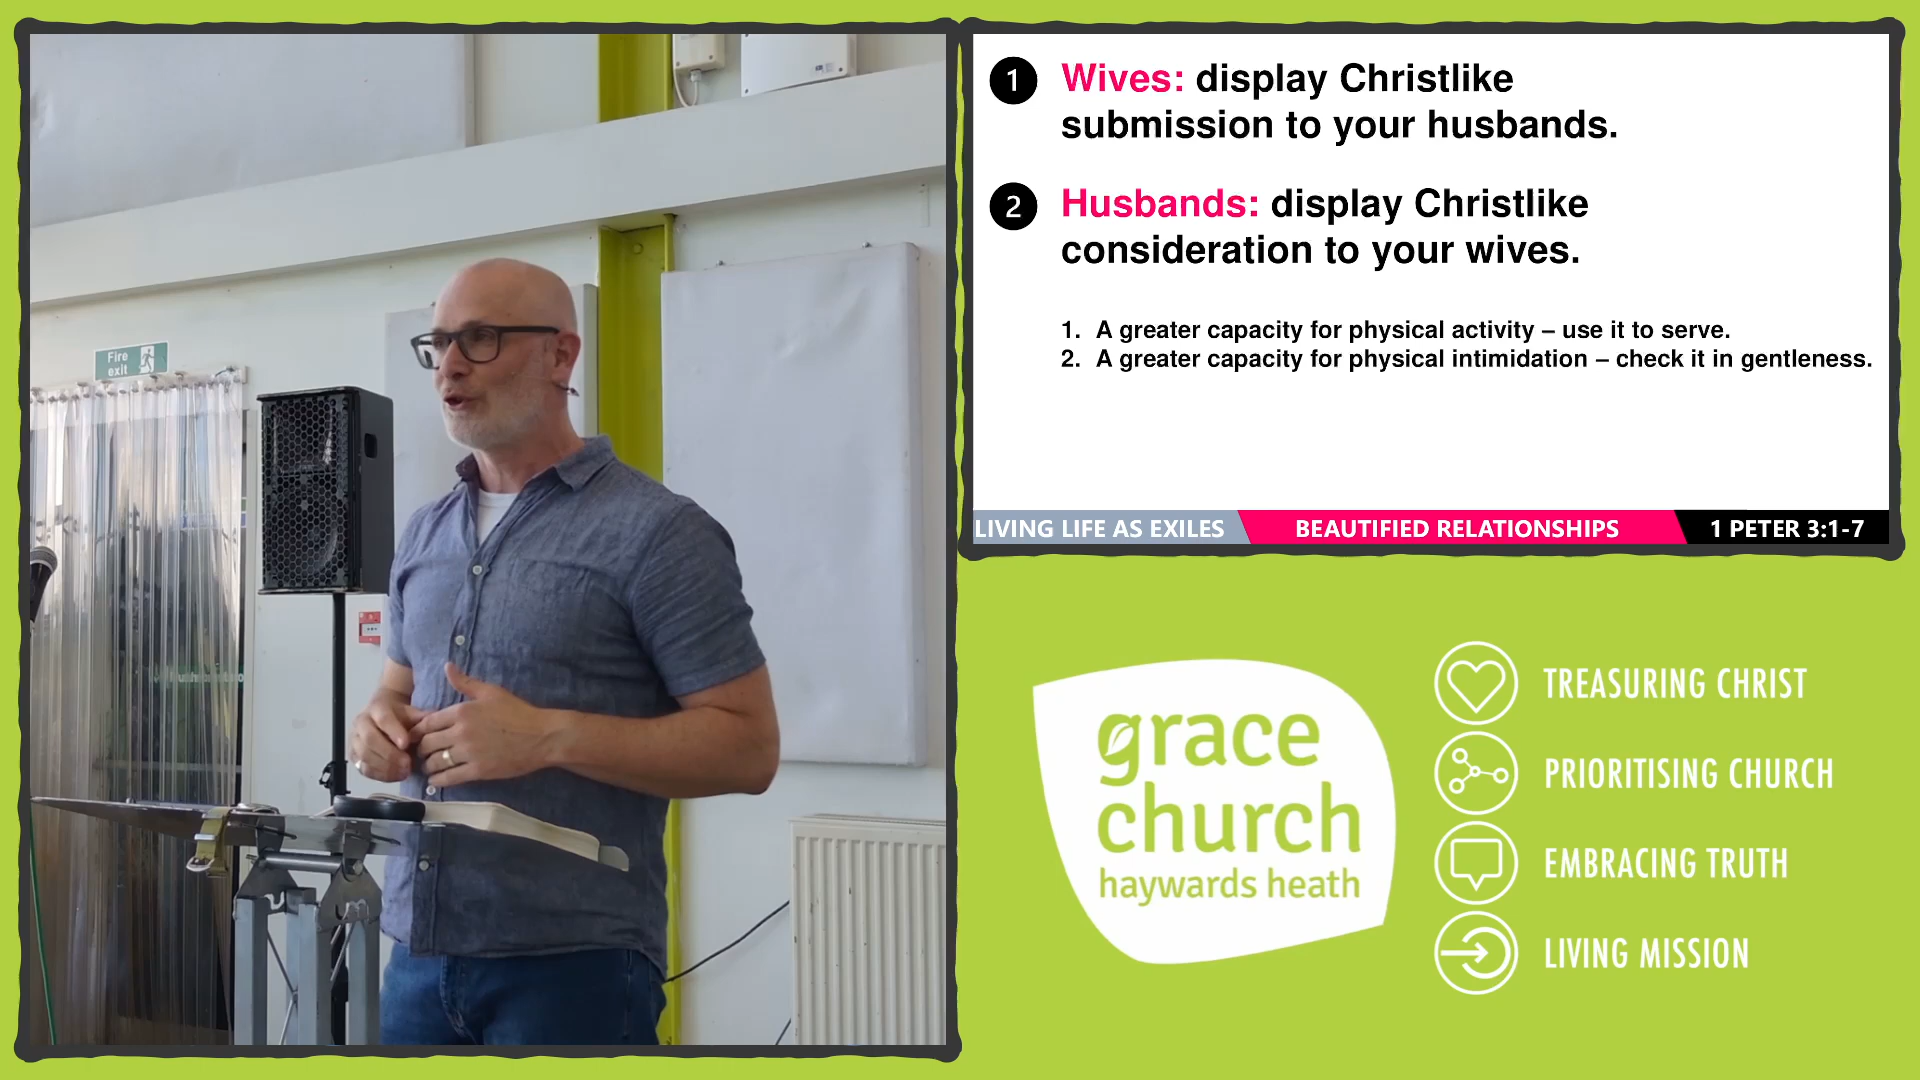 Fire
exit
1 Wives: display Christlike
submission to your husbands.
2 Husbands: display Christlike
consideration to your wives.
1. A greater capacity for physical activity – use it to serve.
2. A greater capacity for physical intimidation – check it in gentleness.
LIVING LIFE AS EXILES BEAUTIFIED RELATIONSHIPS 1 PETER 3:1-7
grace
church
haywards heath
TREASURING CHRIST
PRIORITISING CHURCH
EMBRACING TRUTH
LIVING MISSION